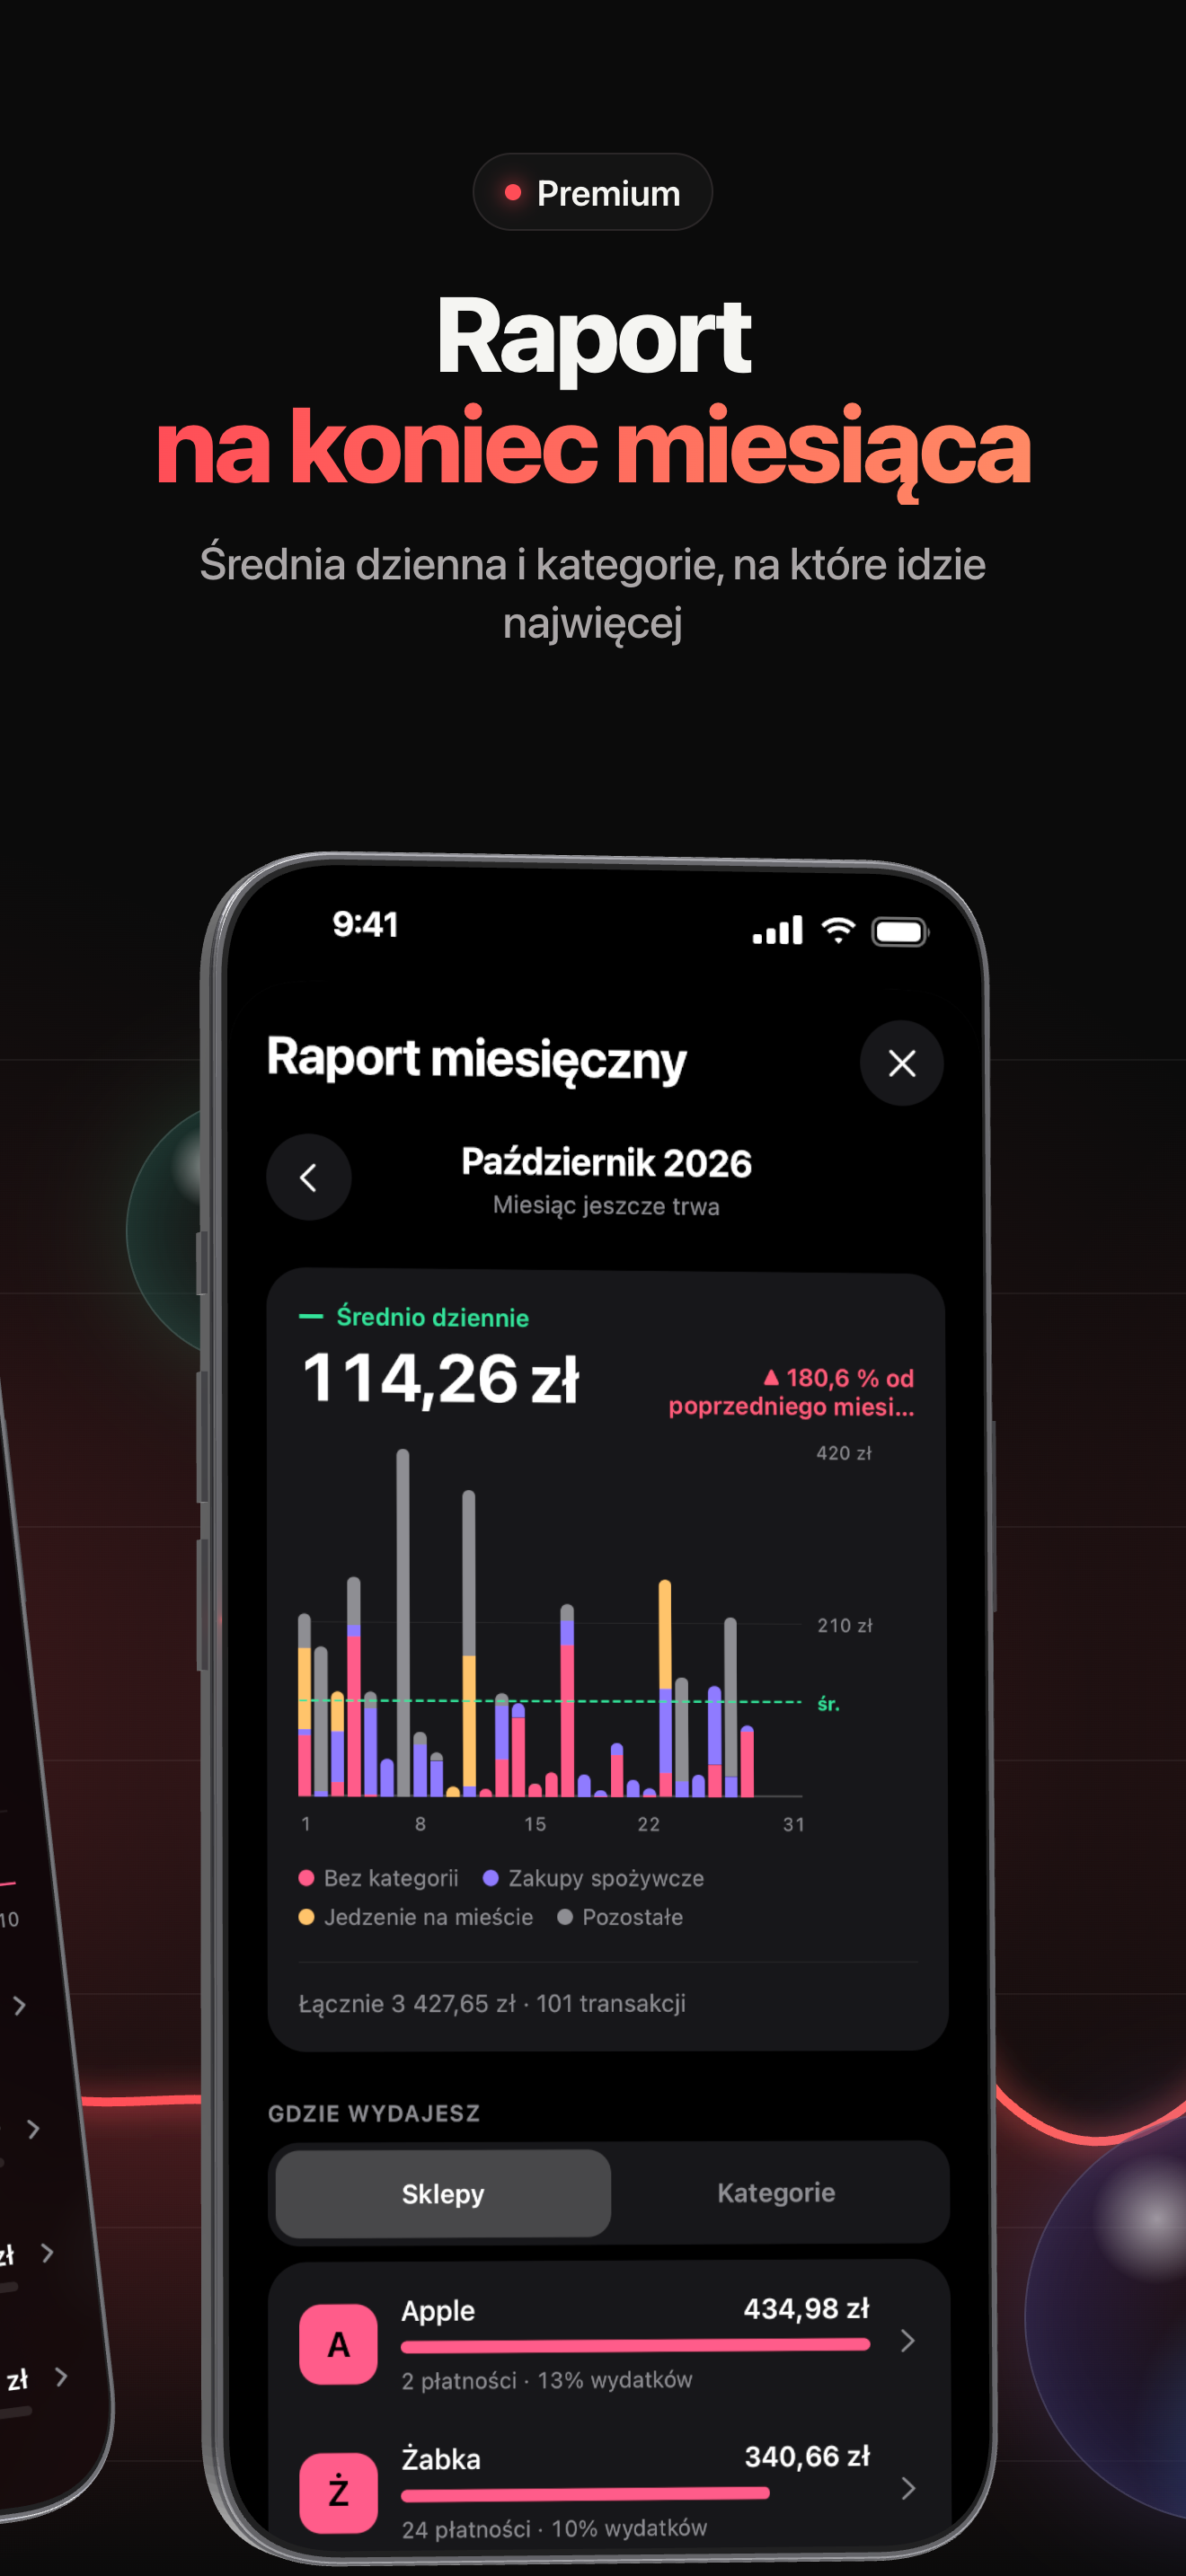 Premium
Raport
na koniec miesiąca
Średnia dzienna i kategorie, na które idzie
najwięcej
9:41
Raport miesięczny
Październik 2026
Miesiąc jeszcze trwa
Średnio dziennie
114,26 zł
▲ 180,6 % od
poprzedniego miesi...
420 zł
210 zł
śr.
1 8 15 22 31
Bez kategorii Zakupy spożywcze
Jedzenie na mieście Pozostałe
Łącznie 3 427,65 zł · 101 transakcji
GDZIE WYDAJESZ
Sklepy Kategorie
A
Apple 434,98 zł
2 płatności · 13% wydatków
Ż
Żabka 340,66 zł
24 płatności · 10% wydatków
10
zł
zł